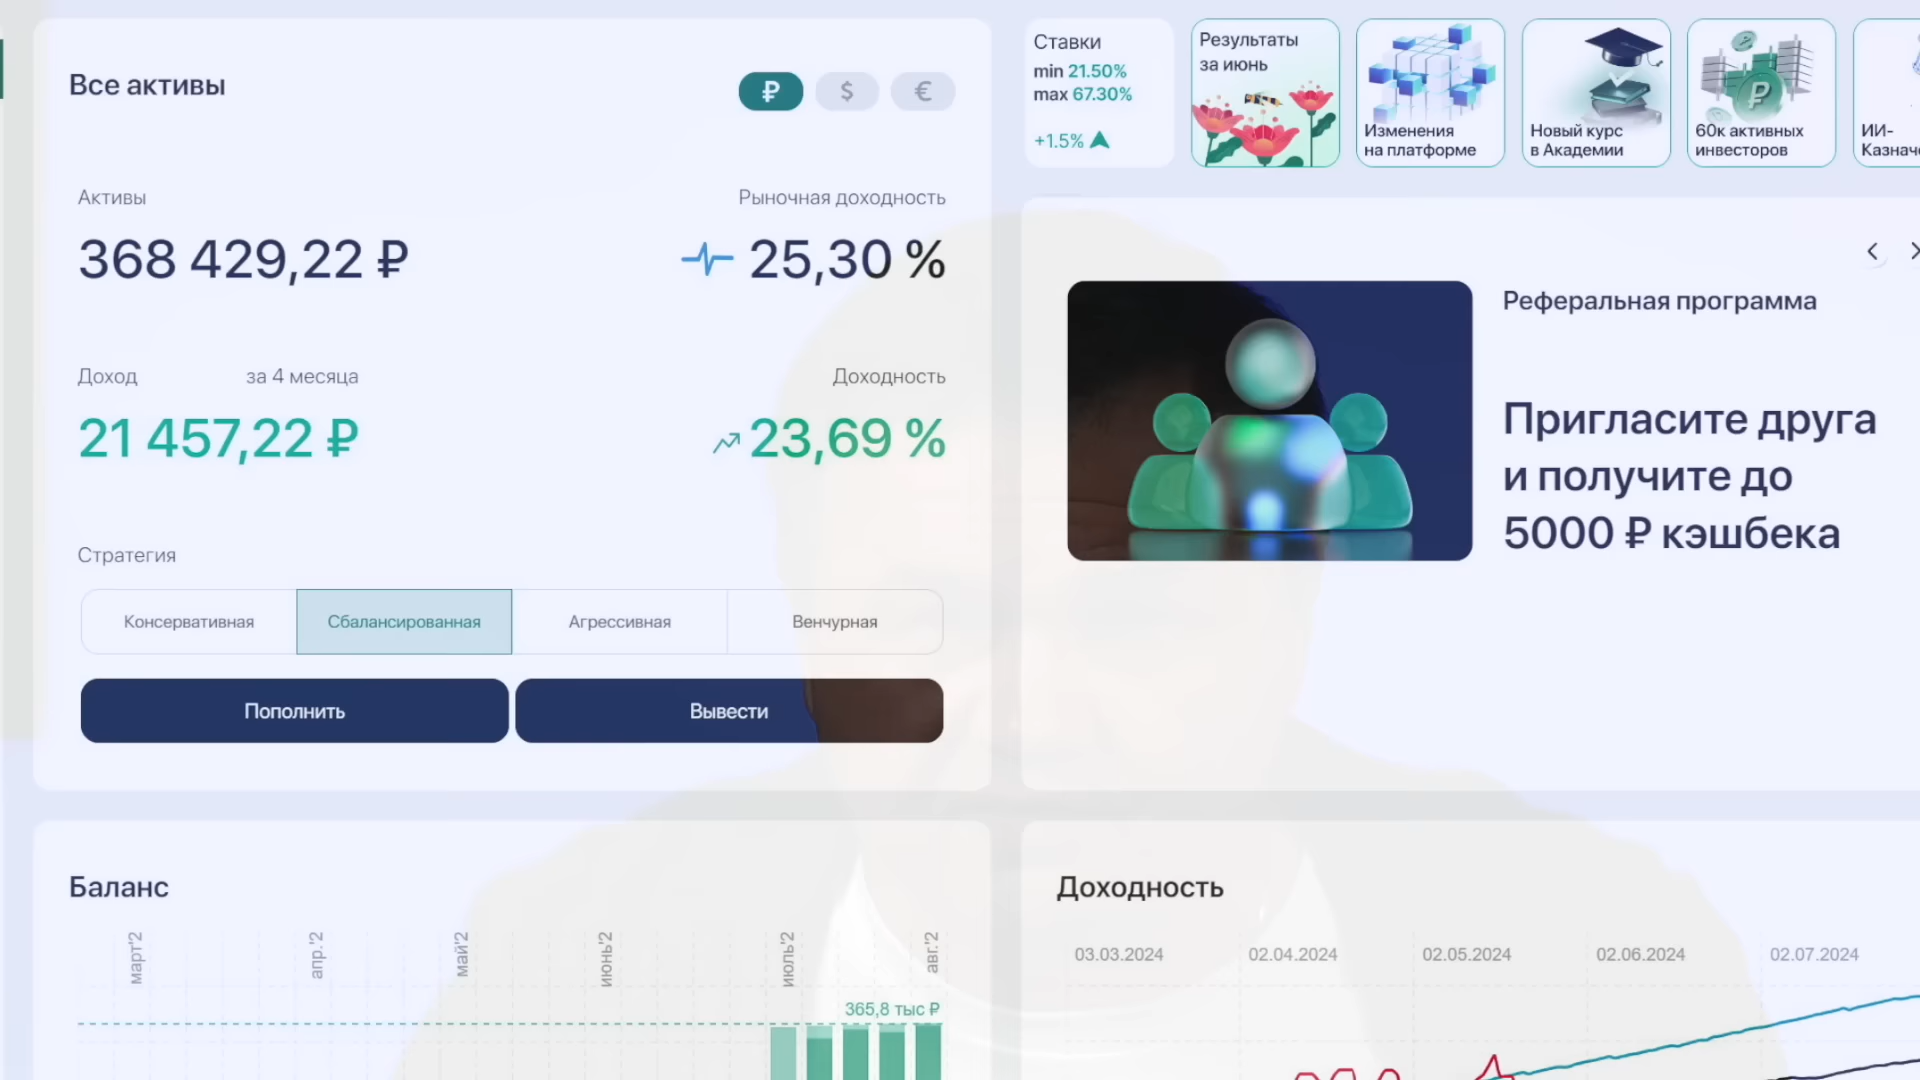 Все активы
₽
$
€
Активы
Рыночная доходность
368 429,22 ₽
25,30 %
Доход
за 4 месяца
Доходность
21 457,22 ₽
23,69 %
Стратегия
Консервативная
Сбалансированная
Агрессивная
Венчурная
Пополнить
Вывести
Ставки
min 21.50%
max 67.30%
+1.5%
Результаты
за июнь
Изменения
на платформе
Новый курс
в Академии
60к активных
инвесторов
ИИ-
Казначе
Реферальная программа
Пригласите друга
и получите до
5000 ₽ кэшбека
Баланс
март'2
апр.'2
май'2
июнь'2
июль'2
авг.'2
365,8 тыс ₽
Доходность
03.03.2024
02.04.2024
02.05.2024
02.06.2024
02.07.2024